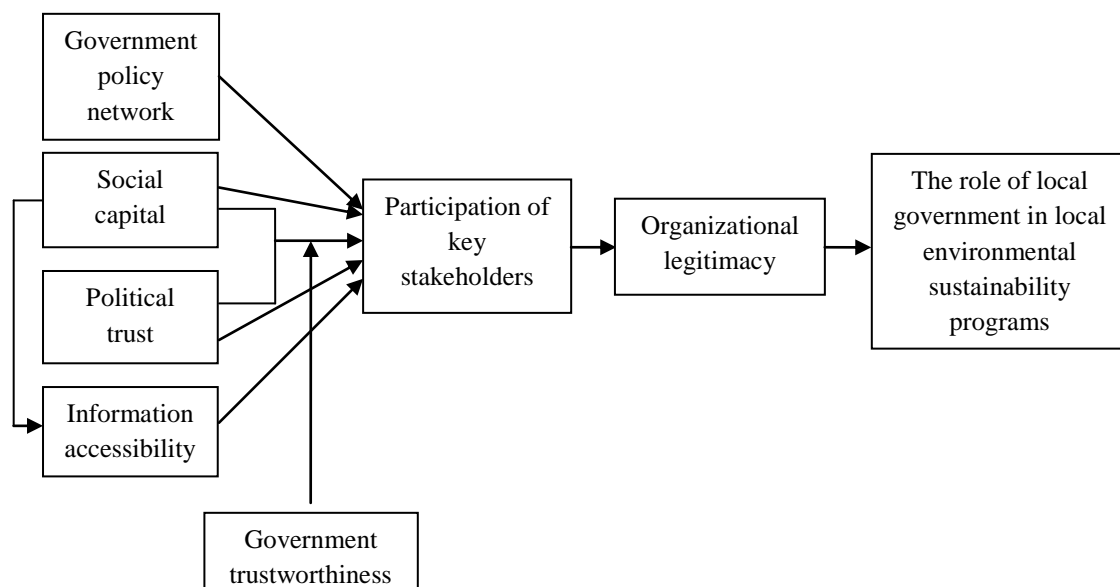 Government
policy
network
Social
capital
Political
trust
Information
accessibility
Government
trustworthiness
Participation of
key
stakeholders
Organizational
legitimacy
The role of local
government in local
environmental
sustainability
programs